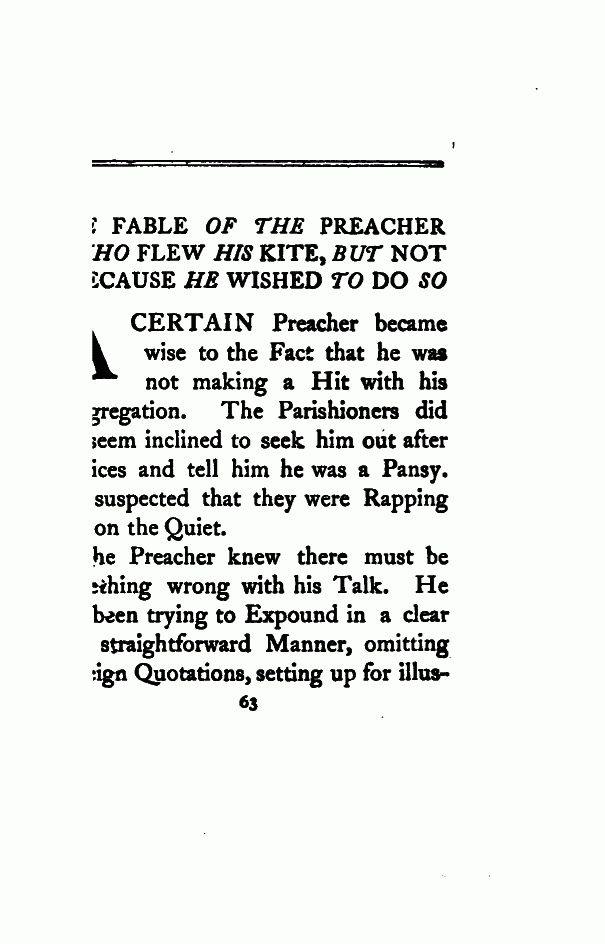 FABLE OF THE PREACHER
HO FLEW HIS KITE, BUT NOT
CAUSE HE WISHED TO DO SO
A CERTAIN Preacher became
wise to the Fact that he was
not making a Hit with his
gregation. The Parishioners did
seem inclined to seek him out after
ices and tell him he was a Pansy.
suspected that they were Rapping
on the Quiet.
he Preacher knew there must be
thing wrong with his Talk. He
been trying to Expound in a clear
straightforward Manner, omitting
ign Quotations, setting up for illus-
63